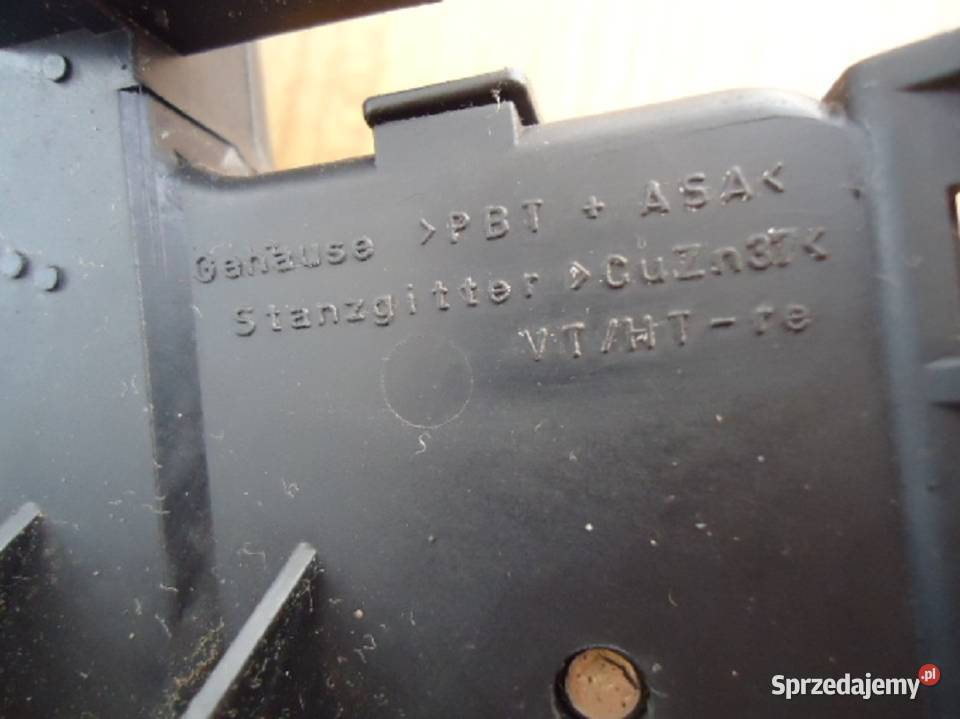 Gehäuse >PBT + ASA<
Stanzgitter >CuZn37<
VT/HT-re
Sprzedajemy.pl